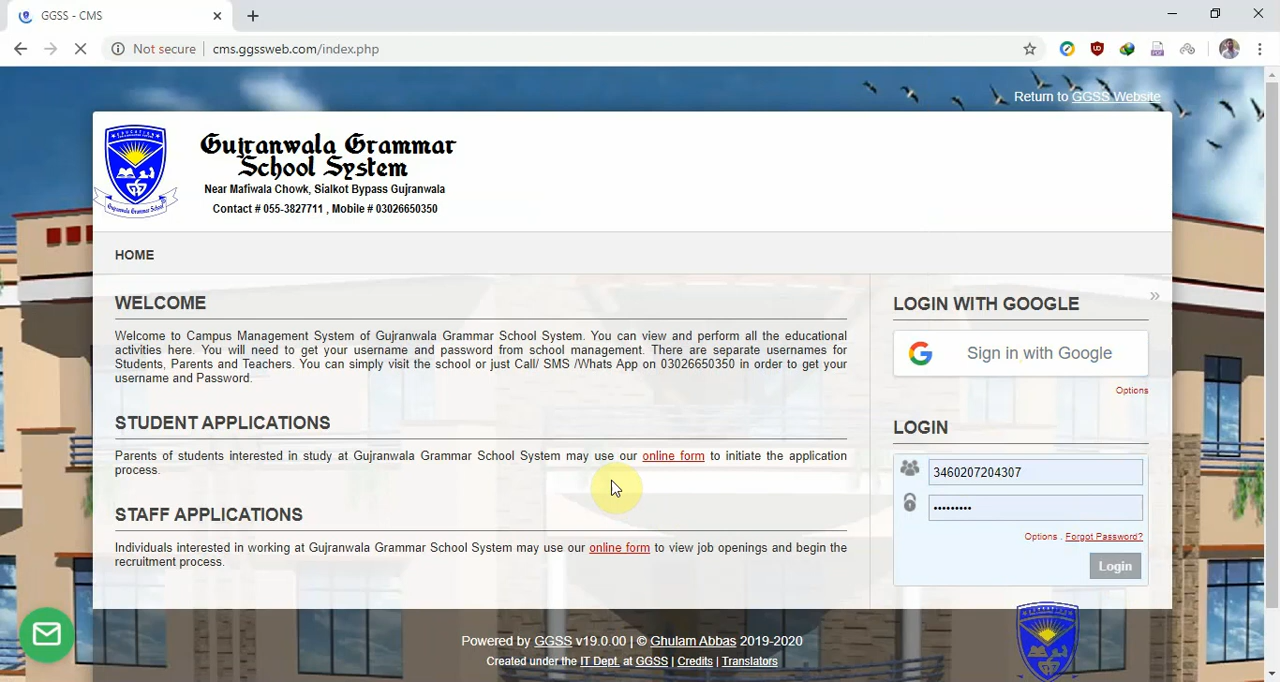 GGSS - CMS
Not secure
cms.ggssweb.com/index.php
Return to GGSS Website
Gujranwala Grammar
School System
Near Mafiwala Chowk, Sialkot Bypass Gujranwala
Contact # 055-3827711 , Mobile # 03026650350
Gujranwala Grammar School
HOME
WELCOME
Welcome to Campus Management System of Gujranwala Grammar School System. You can view and perform all the educational
activities here. You will need to get your username and password from school management. There are separate usernames for
Students, Parents and Teachers. You can simply visit the school or just Call/ SMS /Whats App on 03026650350 in order to get your
username and Password.
STUDENT APPLICATIONS
Parents of students interested in study at Gujranwala Grammar School System may use our online form to initiate the application
process.
STAFF APPLICATIONS
Individuals interested in working at Gujranwala Grammar School System may use our online form to view job openings and begin the
recruitment process.
»
LOGIN WITH GOOGLE
Sign in with Google
Options
LOGIN
3460207204307
•••••••••
Options . Forgot Password?
Login
Powered by GGSS v19.0.00 | © Ghulam Abbas 2019-2020
Created under the IT Dept. at GGSS | Credits | Translators